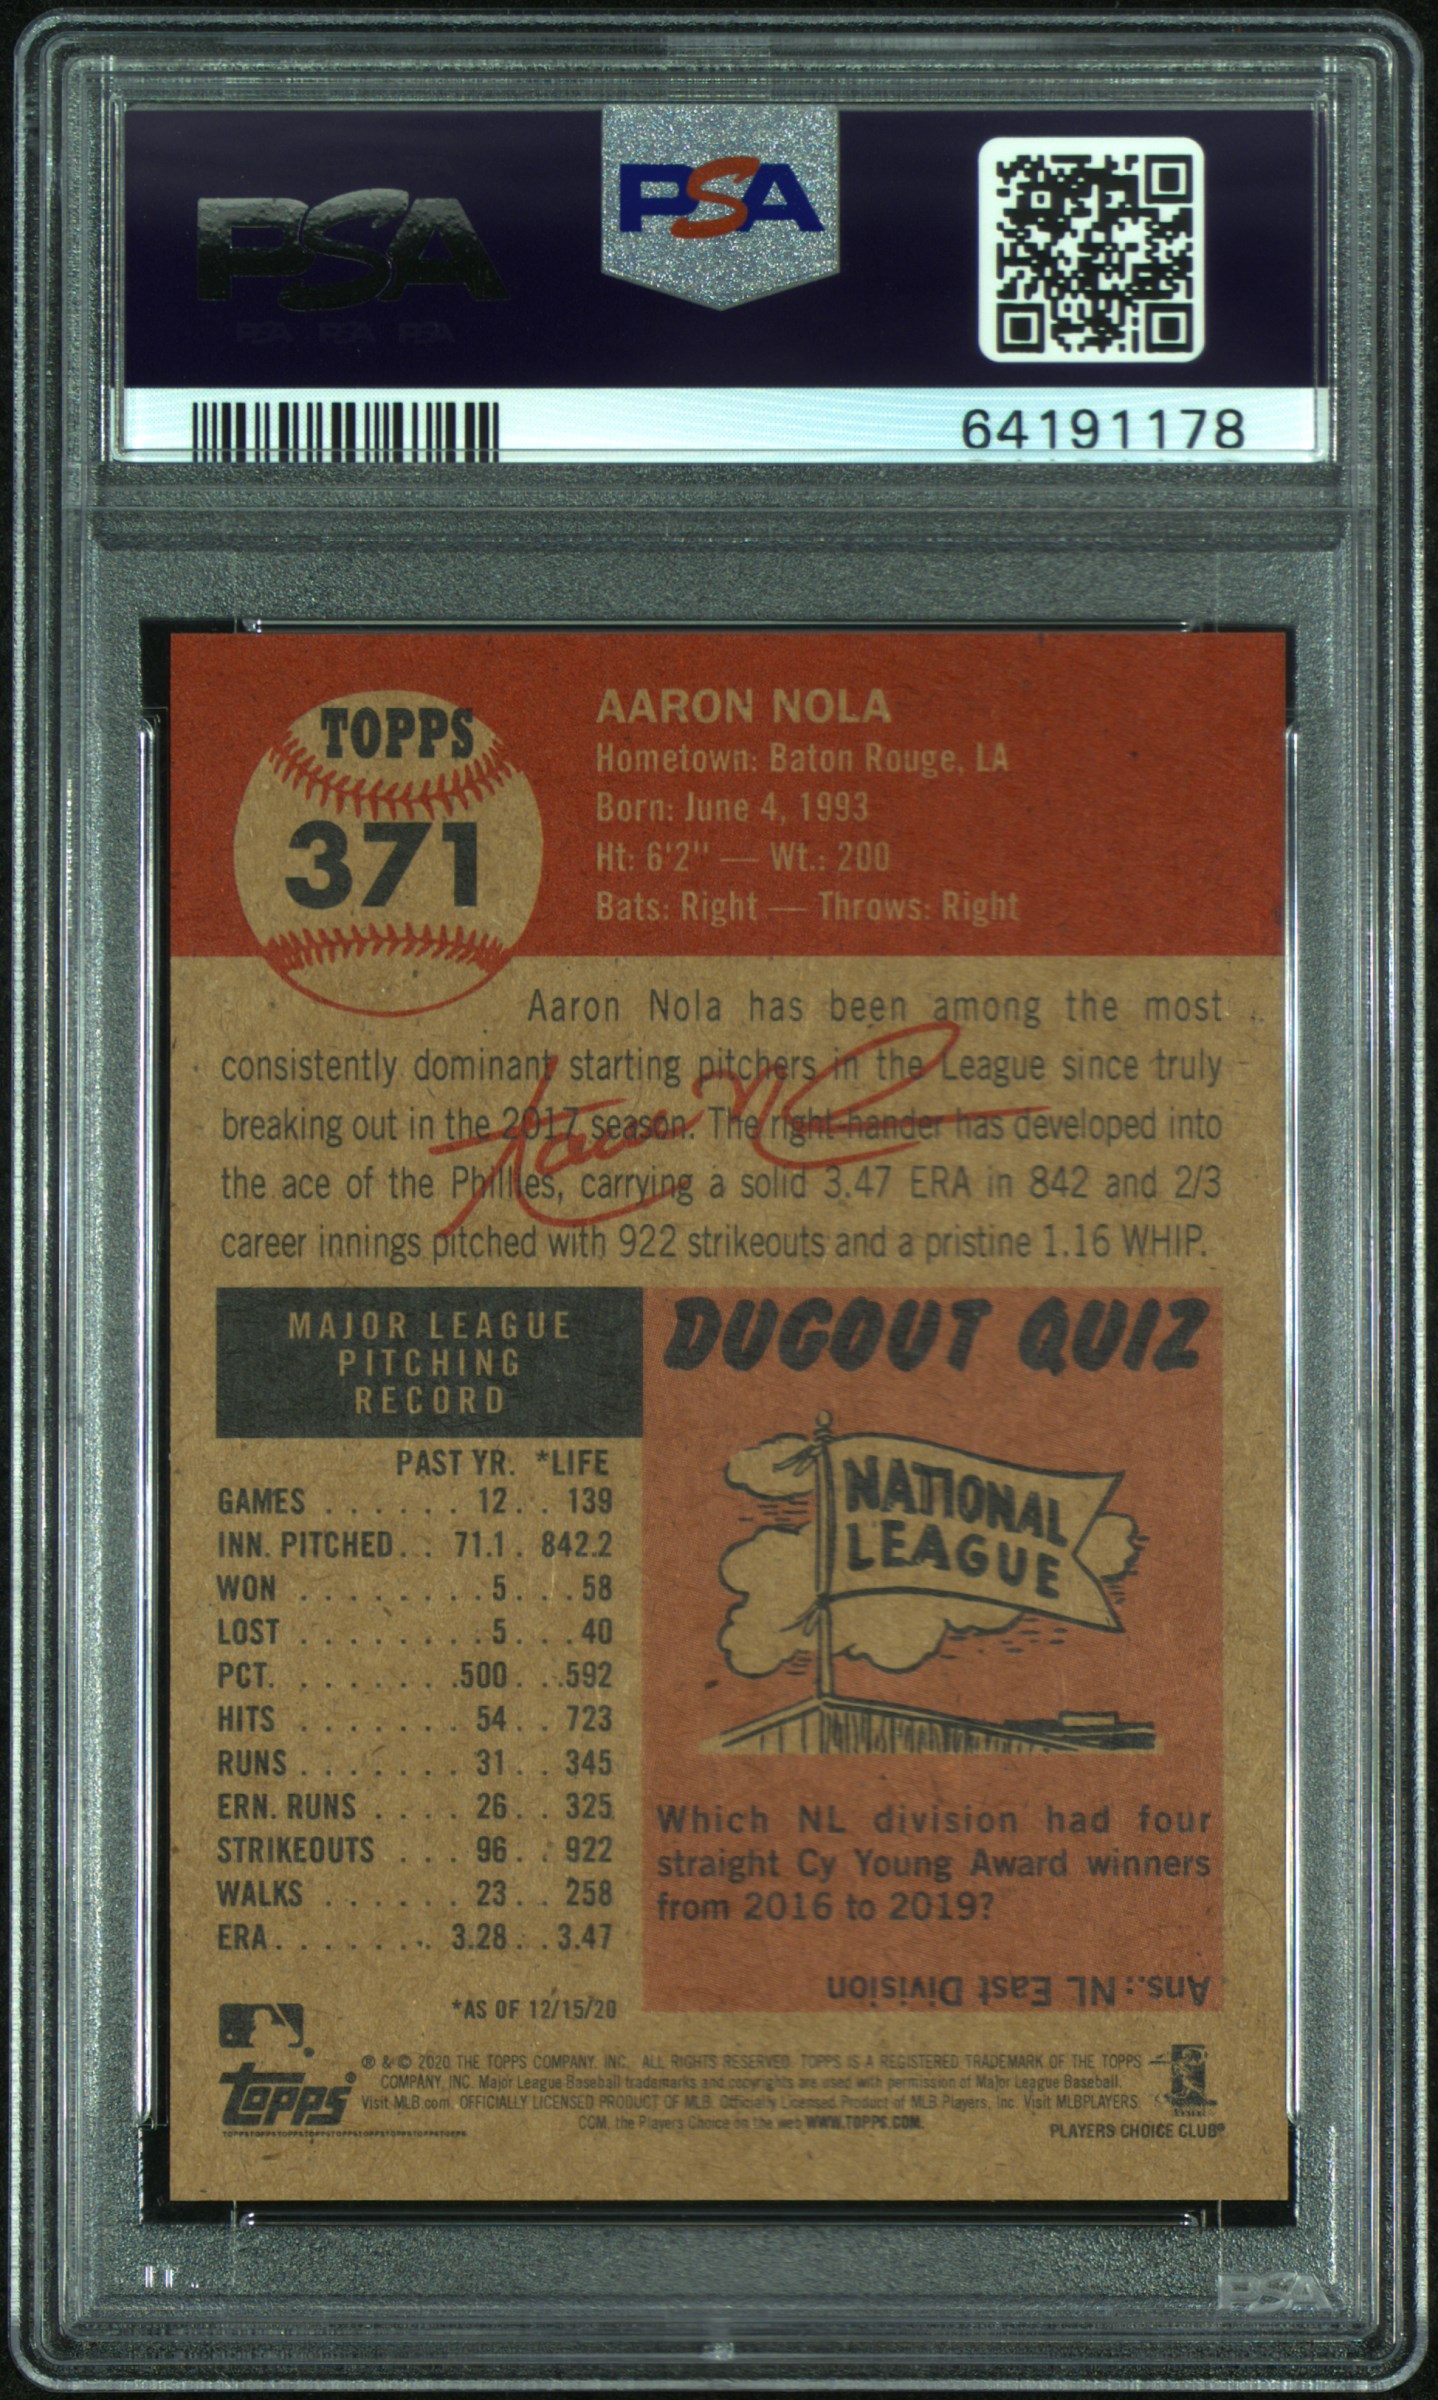 PSA
PSA
PSA PSA PSA
64191178
TOPPS
371
AARON NOLA
Hometown: Baton Rouge, LA
Born: June 4, 1993
Ht: 6'2" — Wt.: 200
Bats: Right — Throws: Right
Aaron Nola has been among the most
consistently dominant starting pitchers in the League since truly
breaking out in the 2017 season. The right-hander has developed into
the ace of the Phillies, carrying a solid 3.47 ERA in 842 and 2/3
career innings pitched with 922 strikeouts and a pristine 1.16 WHIP.
MAJOR LEAGUE
PITCHING
RECORD
PAST YR. *LIFE
GAMES . . . . . . 12 . . 139
INN. PITCHED . . 71.1 . 842.2
WON . . . . . . . . 5 . . . 58
LOST . . . . . . . . 5 . . . 40
PCT. . . . . . . . .500 . . .592
HITS . . . . . . . 54 . . 723
RUNS . . . . . . . 31 . . 345
ERN. RUNS . . . . 26 . . 325
STRIKEOUTS . . . 96 . . 922
WALKS . . . . . . 23 . . 258
ERA . . . . . . . 3.28 . . 3.47
*AS OF 12/15/20
DUGOUT QUIZ
NATIONAL
LEAGUE
Which NL division had four
straight Cy Young Award winners
from 2016 to 2019?
Ans.: NL East Division
topps®
® & © 2020 THE TOPPS COMPANY, INC. ALL RIGHTS RESERVED. TOPPS IS A REGISTERED TRADEMARK OF THE TOPPS
COMPANY, INC. Major League Baseball trademarks and copyrights are used with permission of Major League Baseball.
Visit MLB.com. OFFICIALLY LICENSED PRODUCT OF MLB Players, Inc. Visit MLBPLAYERS
.COM, the Players Choice on the web WWW.TOPPS.COM.
PLAYERS CHOICE CLUB®
PSA